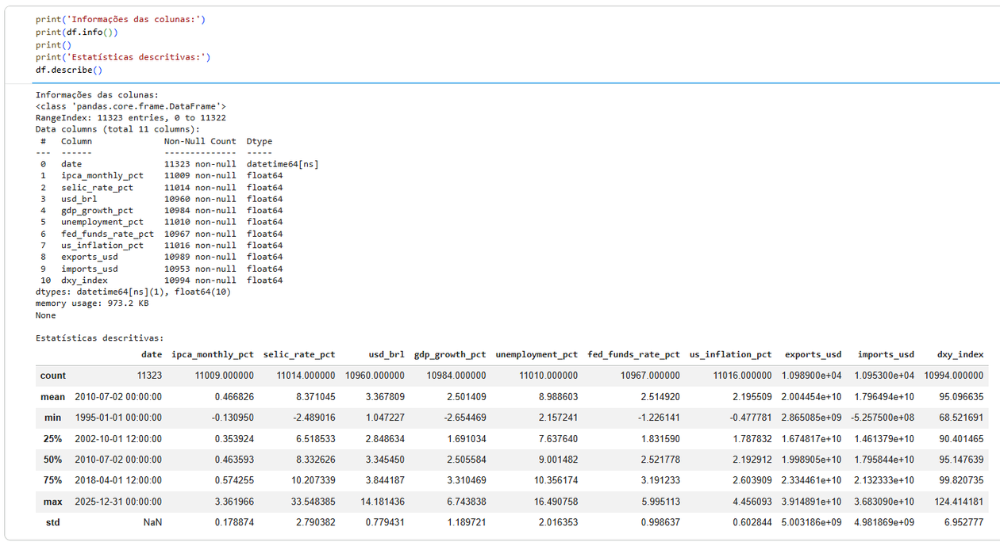 print('Informações das colunas:')
print(df.info())
print()
print('Estatísticas descritivas:')
df.describe()
Informações das colunas:
<class 'pandas.core.frame.DataFrame'>
RangeIndex: 11323 entries, 0 to 11322
Data columns (total 11 columns):
 #   Column              Non-Null Count  Dtype
---  ------              --------------  -----
 0   date                11323 non-null  datetime64[ns]
 1   ipca_monthly_pct    11009 non-null  float64
 2   selic_rate_pct      11014 non-null  float64
 3   usd_brl             10960 non-null  float64
 4   gdp_growth_pct      10984 non-null  float64
 5   unemployment_pct    11010 non-null  float64
 6   fed_funds_rate_pct  10967 non-null  float64
 7   us_inflation_pct    11016 non-null  float64
 8   exports_usd         10989 non-null  float64
 9   imports_usd         10953 non-null  float64
 10  dxy_index           10994 non-null  float64
dtypes: datetime64[ns](1), float64(10)
memory usage: 973.2 KB
None
Estatísticas descritivas:
date ipca_monthly_pct selic_rate_pct usd_brl gdp_growth_pct unemployment_pct fed_funds_rate_pct us_inflation_pct exports_usd imports_usd dxy_index
count 11323 11009.000000 11014.000000 10960.000000 10984.000000 11010.000000 10967.000000 11016.000000 1.098900e+04 1.095300e+04 10994.000000
mean 2010-07-02 00:00:00 0.466826 8.371045 3.367809 2.501409 8.988603 2.514920 2.195509 2.004454e+10 1.796494e+10 95.096635
min 1995-01-01 00:00:00 -0.130950 -2.489016 1.047227 -2.654469 2.157241 -1.226141 -0.477781 2.865085e+09 -5.257500e+08 68.521691
25% 2002-10-01 12:00:00 0.353924 6.518533 2.848634 1.691034 7.637640 1.831590 1.787832 1.674817e+10 1.461379e+10 90.401465
50% 2010-07-02 00:00:00 0.463593 8.332626 3.345450 2.505584 9.001482 2.521778 2.192912 1.998905e+10 1.795844e+10 95.147639
75% 2018-04-01 12:00:00 0.574255 10.207339 3.844187 3.310469 10.356174 3.191233 2.603909 2.334461e+10 2.132333e+10 99.820735
max 2025-12-31 00:00:00 3.361966 33.548385 14.181436 6.743838 16.490758 5.995113 4.456093 3.914891e+10 3.683090e+10 124.414181
std NaN 0.178874 2.790382 0.779431 1.189721 2.016353 0.998637 0.602844 5.003186e+09 4.981869e+09 6.952777